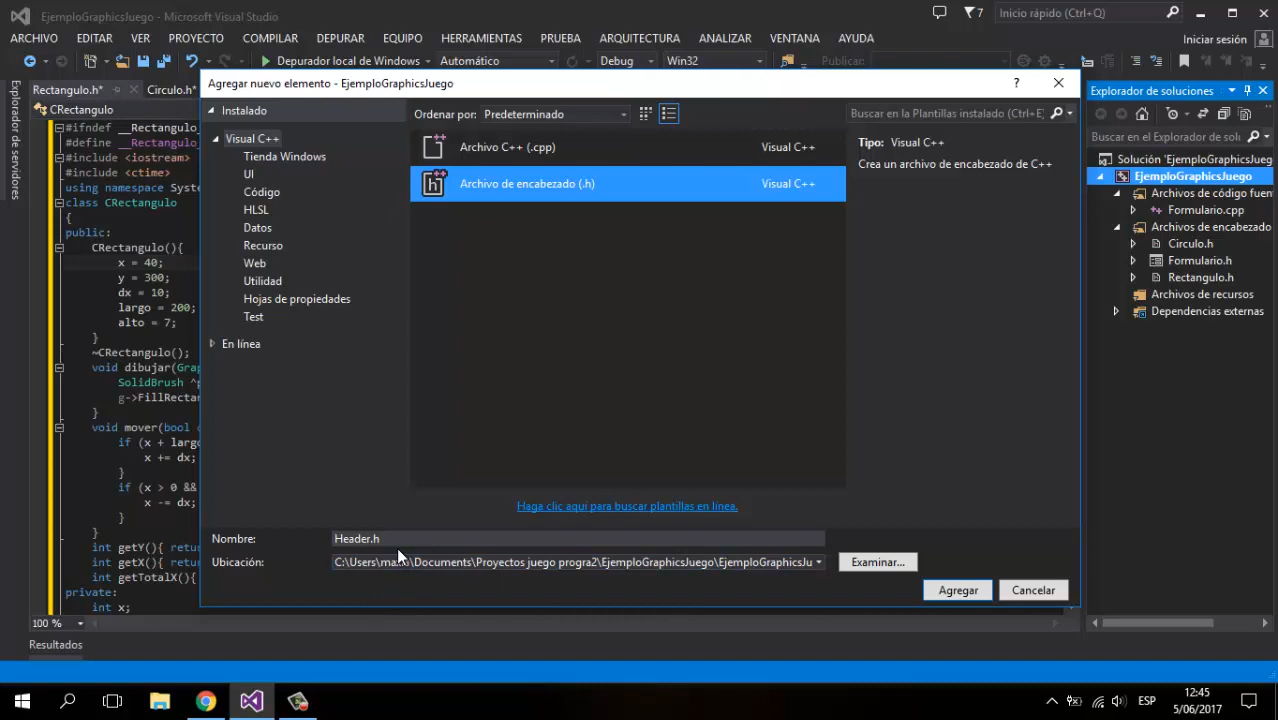 EjemploGraphicsJuego - Microsoft Visual Studio
7
Inicio rápido (Ctrl+Q)
ARCHIVO EDITAR VER PROYECTO COMPILAR DEPURAR EQUIPO HERRAMIENTAS PRUEBA ARQUITECTURA ANALIZAR VENTANA AYUDA
Iniciar sesión
Depurador local de Windows Automático Debug Win32 Publicar:
Explorador de servidores
Rectangulo.h* Circulo.h*
CRectangulo
#ifndef __Rectangulo_
#define __Rectangulo_
#include <iostream>
#include <ctime>
using namespace Syst
class CRectangulo
{
public:
CRectangulo(){
x = 40;
y = 300;
dx = 10;
largo = 200;
alto = 7;
}
~CRectangulo();
void dibujar(Gra
SolidBrush ^
g->FillRecta
}
void mover(bool
if (x + larg
x += dx;
}
if (x > 0 &&
x -= dx;
}
}
int getY(){ retur
int getX(){ retur
int getTotalX(){
private:
int x;
100 %
Resultados
Agregar nuevo elemento - EjemploGraphicsJuego
?
Instalado
Visual C++
Tienda Windows
UI
Código
HLSL
Datos
Recurso
Web
Utilidad
Hojas de propiedades
Test
En línea
Ordenar por: Predeterminado
Buscar en la Plantillas instalado (Ctrl+E)
Archivo C++ (.cpp) Visual C++
Archivo de encabezado (.h) Visual C++
Tipo: Visual C++
Crea un archivo de encabezado de C++
Haga clic aquí para buscar plantillas en línea.
Nombre: Header.h
Ubicación: \Documents\Proyectos juego progra2\EjemploGraphicsJuego\EjemploGraphicsJu
Examinar...
Agregar Cancelar
Explorador de soluciones
Buscar en el Explorador de solu
Solución 'EjemploGraphicsJueg
EjemploGraphicsJuego
Archivos de código fuen
Formulario.cpp
Archivos de encabezado
Circulo.h
Formulario.h
Rectangulo.h
Archivos de recursos
Dependencias externas
ESP
12:45
5/06/2017